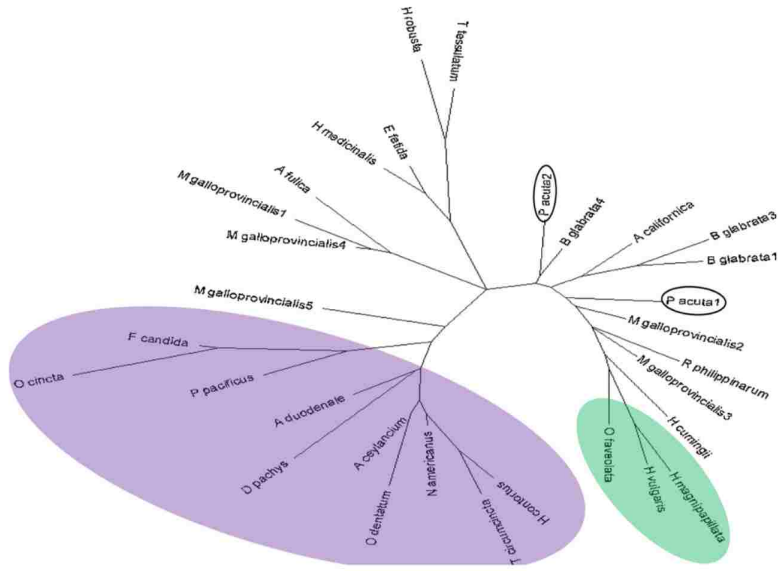 H robusta
T tessulatum
H medicinalis
E fetida
A fulica
M galloprovincialis1
M galloprovincialis4
M galloprovincialis5
P acuta2
B glabrata4
A californica
B glabrata3
B glabrata1
P acuta1
M galloprovincialis2
R philippinarum
M galloprovincialis3
H cumingii
F candida
O cincta
P pacificus
A duodenale
D pachys
A ceylancium
O dentatum
N americanus
H contortus
T circumcincta
O faveolata
H vulgaris
H magnipapillata